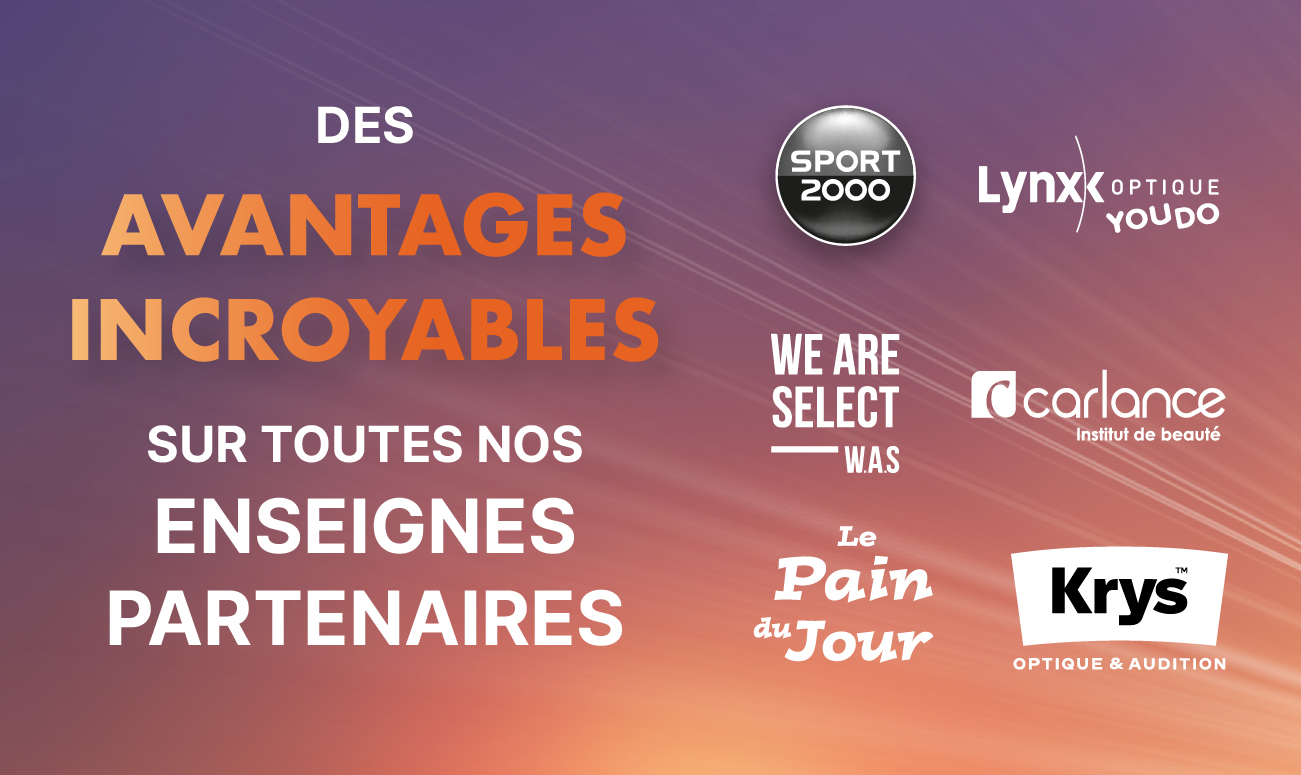 DES
AVANTAGES
INCROYABLES
SUR TOUTES NOS
ENSEIGNES
PARTENAIRES
SPORT
2000
Lynx OPTIQUE
YOUDO
WE ARE
SELECT
W.A.S
carlance
Institut de beauté
Le
Pain
du Jour
Krys™
OPTIQUE & AUDITION